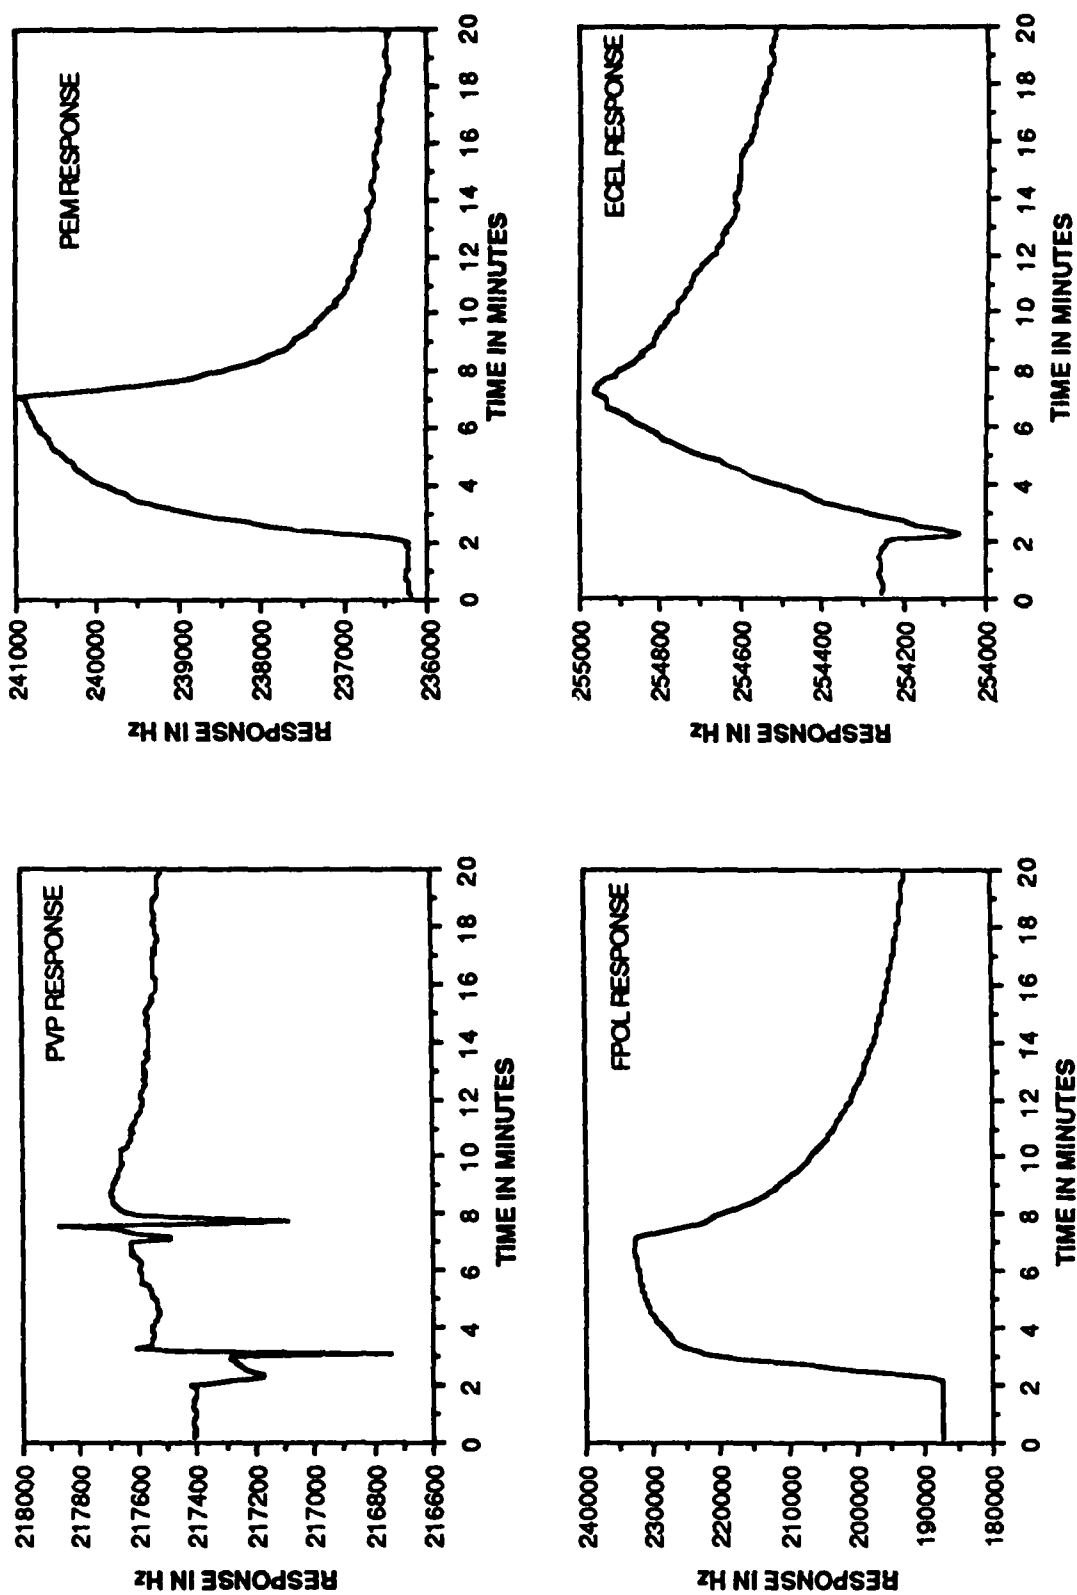 PVP RESPONSE
RESPONSE IN Hz
218000
217800
217600
217400
217200
217000
216800
216600
0 2 4 6 8 10 12 14 16 18 20
TIME IN MINUTES
PEM RESPONSE
RESPONSE IN Hz
241000
240000
239000
238000
237000
236000
0 2 4 6 8 10 12 14 16 18 20
TIME IN MINUTES
FPOL RESPONSE
RESPONSE IN Hz
240000
230000
220000
210000
200000
190000
180000
0 2 4 6 8 10 12 14 16 18 20
TIME IN MINUTES
ECEL RESPONSE
RESPONSE IN Hz
255000
254800
254600
254400
254200
254000
0 2 4 6 8 10 12 14 16 18 20
TIME IN MINUTES